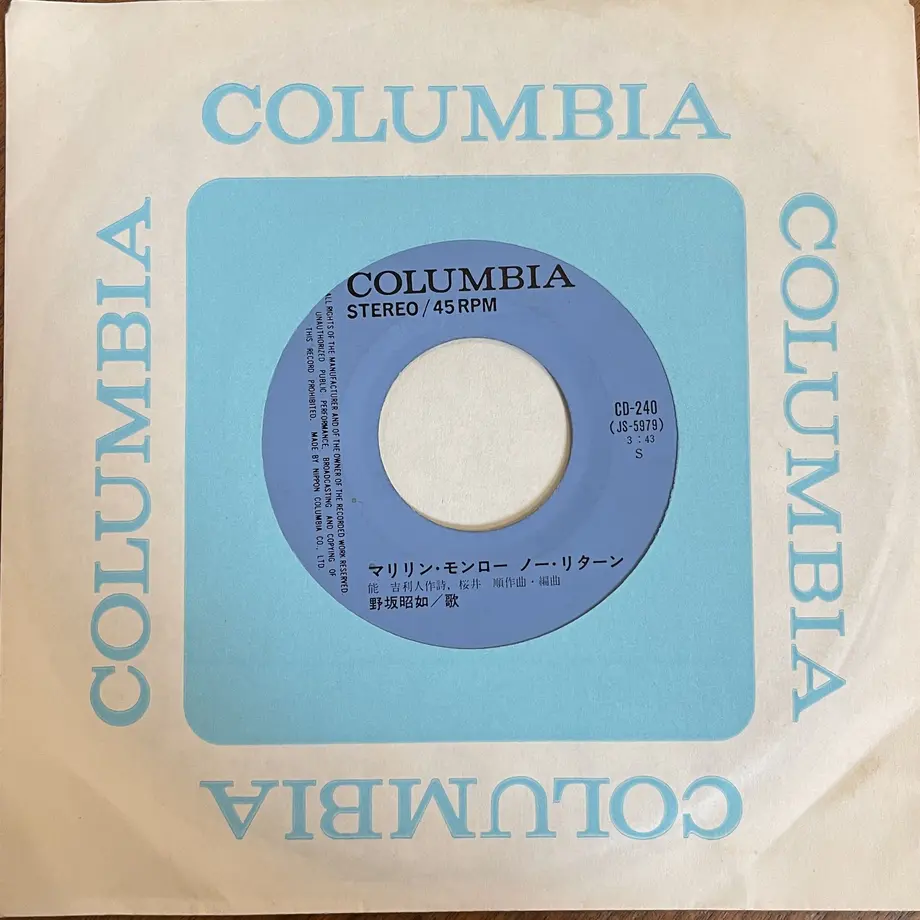 COLUMBIA
COLUMBIA
COLUMBIA
COLUMBIA
COLUMBIA
STEREO/45RPM
ALL RIGHTS OF THE MANUFACTURER AND OF THE OWNER OF THE RECORDED WORK RESERVED
UNAUTHORIZED PUBLIC PERFORMANCE, BROADCASTING AND COPYING OF
THIS RECORD PROHIBITED. MADE BY NIPPON COLUMBIA CO., LTD
CD-240
(JS-5979)
3:43
S
マリリン・モンロー ノー・リターン
能 吉利人作詩, 桜井 順作曲・編曲
野坂昭如/歌